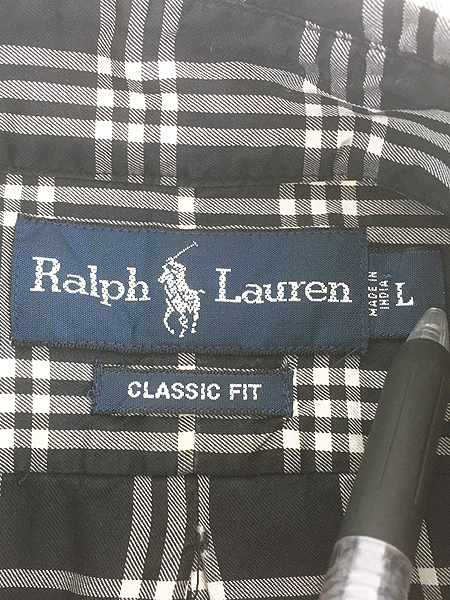 Ralph Lauren
MADE IN
INDIA
L
CLASSIC FIT